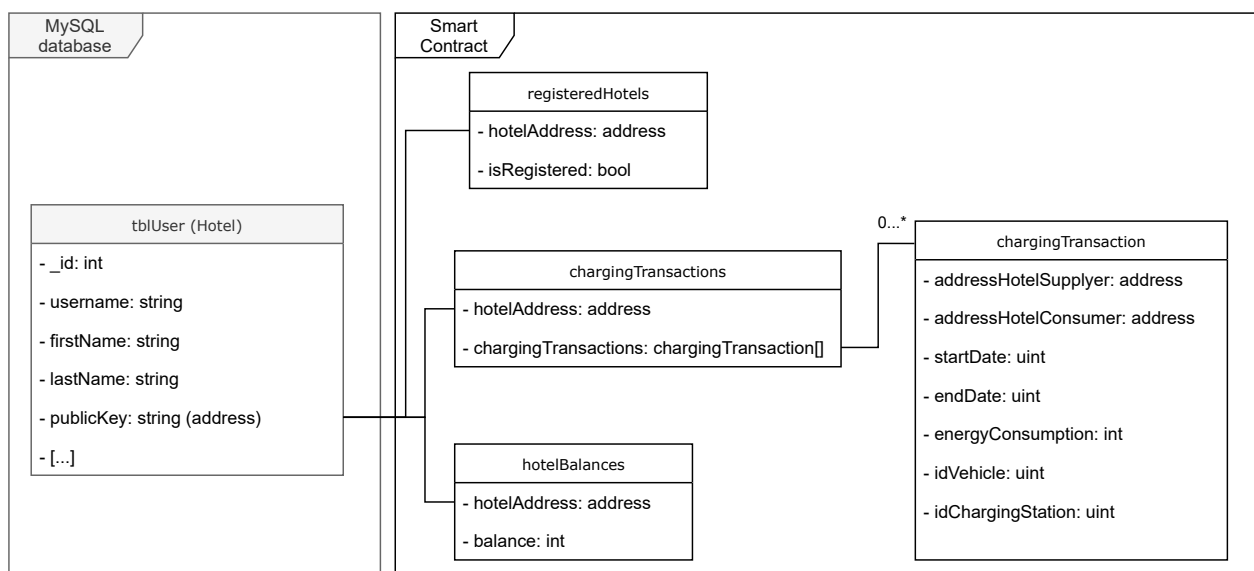 MySQL
database
tblUser (Hotel)
- _id: int
- username: string
- firstName: string
- lastName: string
- publicKey: string (address)
- [...]
Smart
Contract
registeredHotels
- hotelAddress: address
- isRegistered: bool
chargingTransactions
- hotelAddress: address
- chargingTransactions: chargingTransaction[]
hotelBalances
- hotelAddress: address
- balance: int
0...*
chargingTransaction
- addressHotelSupplyer: address
- addressHotelConsumer: address
- startDate: uint
- endDate: uint
- energyConsumption: int
- idVehicle: uint
- idChargingStation: uint